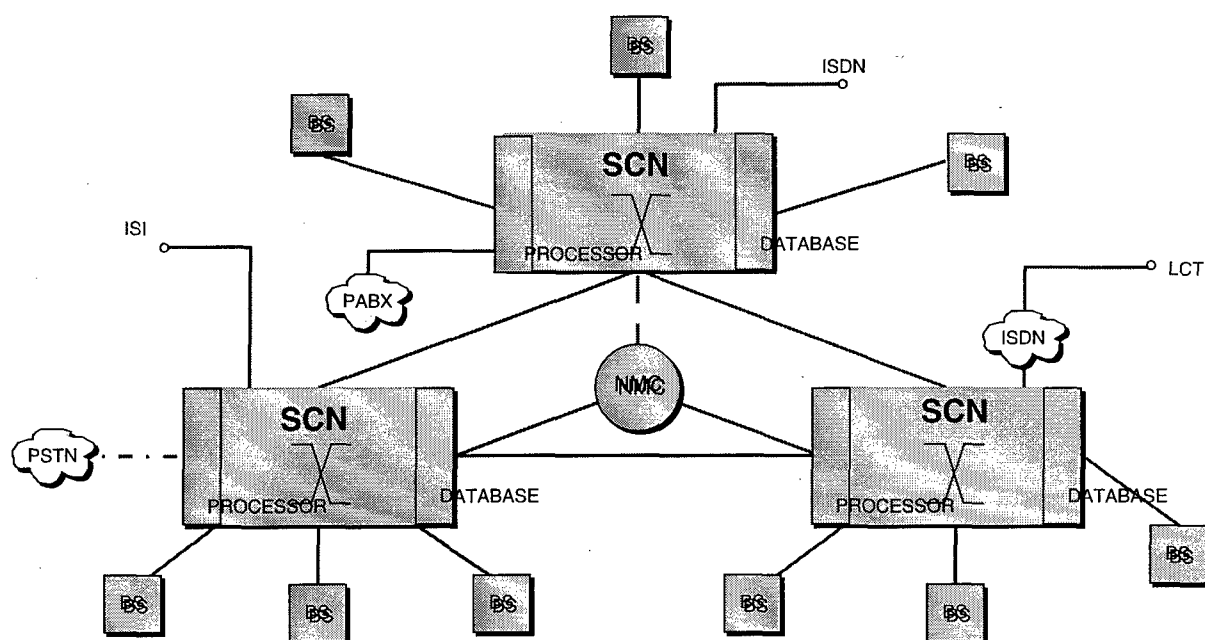 BS
ISDN
BS
BS
SCN
PROCESSOR
DATABASE
ISI
PABX
LCT
ISDN
NMC
SCN
PROCESSOR
DATABASE
PSTN
SCN
PROCESSOR
DATABASE
BS
BS
BS
BS
BS
BS